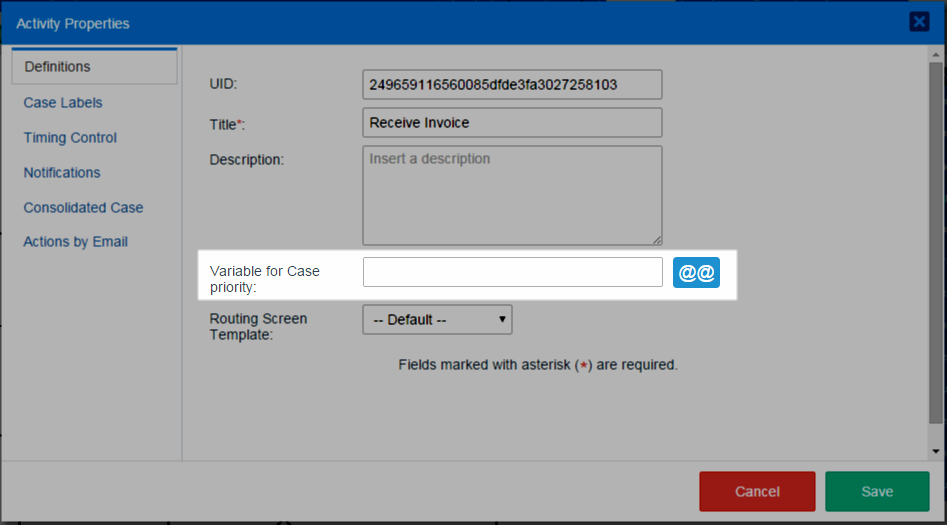 Activity Properties
Definitions
Case Labels
Timing Control
Notifications
Consolidated Case
Actions by Email
UID:
249659116560085dfde3fa3027258103
Title*:
Receive Invoice
Description:
Insert a description
Variable for Case
priority:
@@
Routing Screen
Template:
-- Default --
Fields marked with asterisk (*) are required.
Cancel
Save